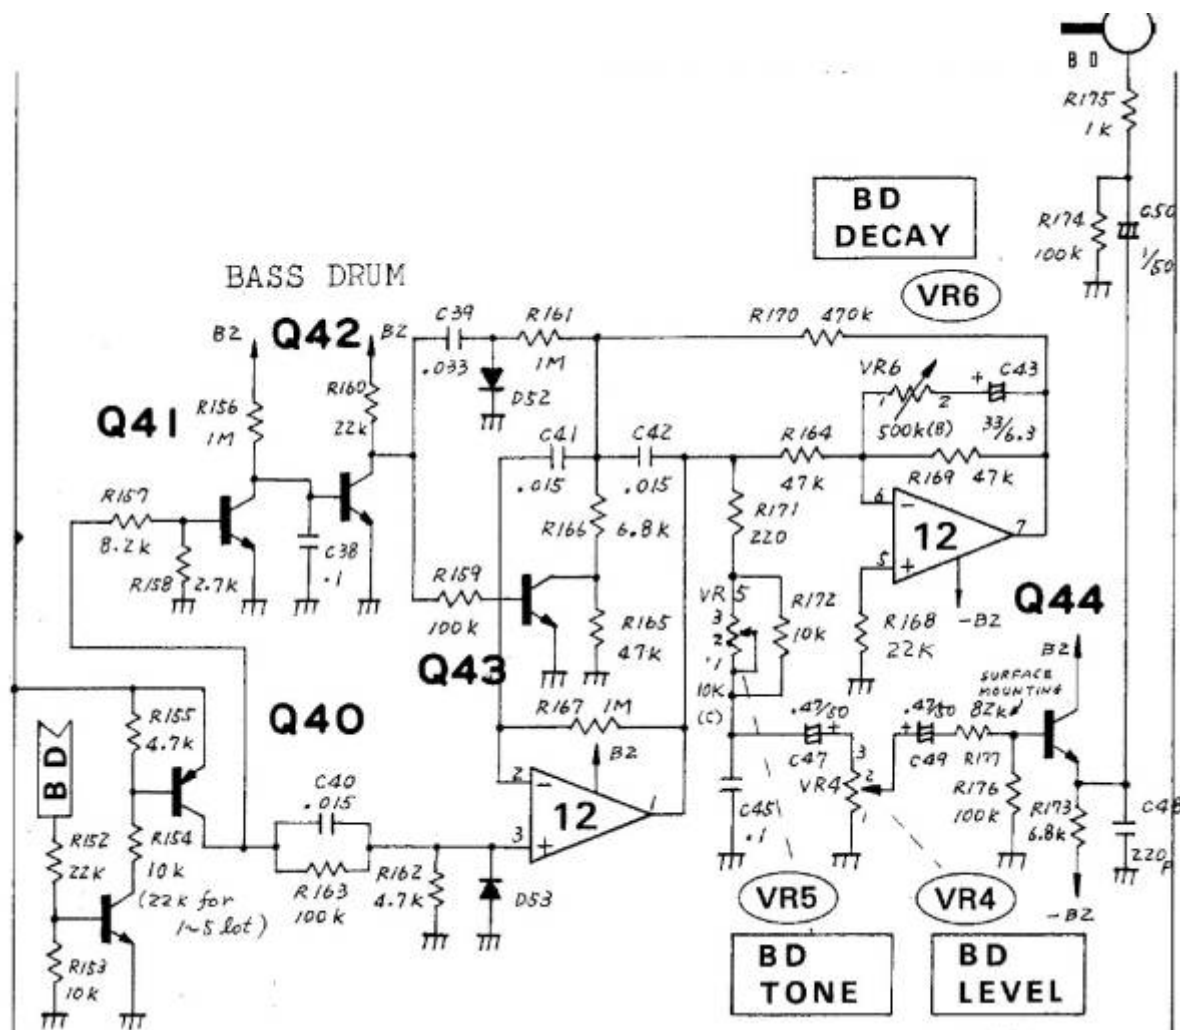 BD
R175
1K
BD
DECAY
R174
100K
C50
1/50
BASS DRUM
VR6
B2
Q42
B2
C39
.033
R161
1M
R170
470K
VR6
1
2
500K(B)
+
C43
33/6.3
D52
R160
22K
Q41
R156
1M
C41
.015
C42
.015
R164
47K
R169
47K
R157
8.2K
R158
2.7K
C38
.1
R166
6.8K
R171
220
6
-
12
7
5
+
-B2
R159
100K
VR5
3
2
.1
10K
(C)
R172
10K
R168
22K
Q44
B2
Q43
R165
47K
R155
4.7K
Q40
R167
1M
B2
SURFACE
MOUNTING
.47/50
+
C47
+
.47/50
C49
82K
R177
BD
R154
10K
(22K for
1~5 lot)
C40
.015
2
-
12
1
3
+
3
VR4
2
1
R176
100K
R173
6.8K
C48
220P
R152
22K
R163
100K
R162
4.7K
D53
C45
.1
-B2
R153
10K
VR5
VR4
BD
TONE
BD
LEVEL